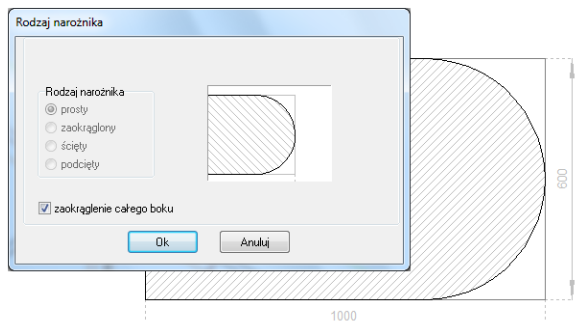 Rodzaj narożnika
Rodzaj narożnika
prosty
zaokrąglony
ścięty
podcięty
zaokrąglenie całego boku
Ok
Anuluj
600
1000